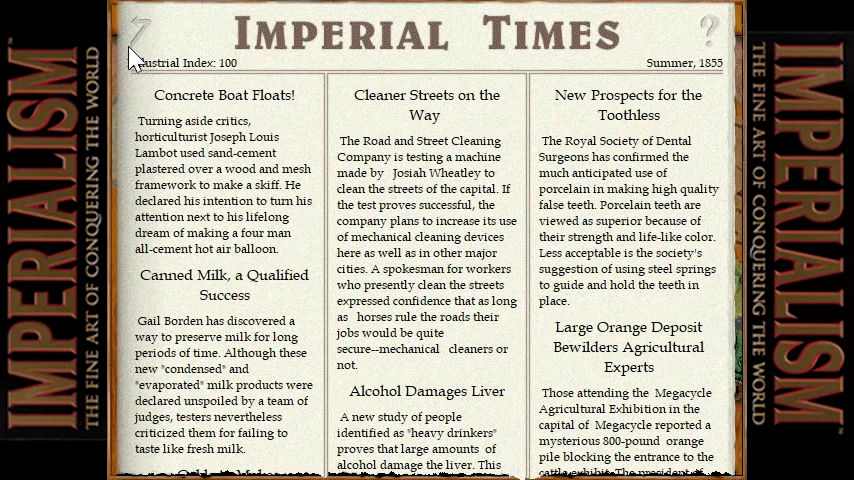 IMPERIALISM
THE FINE ART OF CONQUERING THE WORLD
IMPERIAL TIMES
?
dustrial Index: 100
Summer, 1855
Concrete Boat Floats!
Turning aside critics,
horticulturist Joseph Louis
Lambot used sand-cement
plastered over a wood and mesh
framework to make a skiff. He
declared his intention to turn his
attention next to his lifelong
dream of making a four man
all-cement hot air balloon.
Canned Milk, a Qualified
Success
Gail Borden has discovered a
way to preserve milk for long
periods of time. Although these
new "condensed" and
"evaporated" milk products were
declared unspoiled by a team of
judges, testers nevertheless
criticized them for failing to
taste like fresh milk.
Cleaner Streets on the
Way
The Road and Street Cleaning
Company is testing a machine
made by Josiah Wheatley to
clean the streets of the capital. If
the test proves successful, the
company plans to increase its use
of mechanical cleaning devices
here as well as in other major
cities. A spokesman for workers
who presently clean the streets
expressed confidence that as long
as horses rule the roads their
jobs would be quite
secure--mechanical cleaners or
not.
Alcohol Damages Liver
A new study of people
identified as "heavy drinkers"
proves that large amounts of
alcohol damage the liver. This
New Prospects for the
Toothless
The Royal Society of Dental
Surgeons has confirmed the
much anticipated use of
porcelain in making high quality
false teeth. Porcelain teeth are
viewed as superior because of
their strength and life-like color.
Less acceptable is the society's
suggestion of using steel springs
to guide and hold the teeth in
place.
Large Orange Deposit
Bewilders Agricultural
Experts
Those attending the Megacycle
Agricultural Exhibition in the
capital of Megacycle reported a
mysterious 800-pound orange
pile blocking the entrance to the
cattle exhibit. The president of
IMPERIALISM
THE FINE ART OF CONQUERING THE WORLD